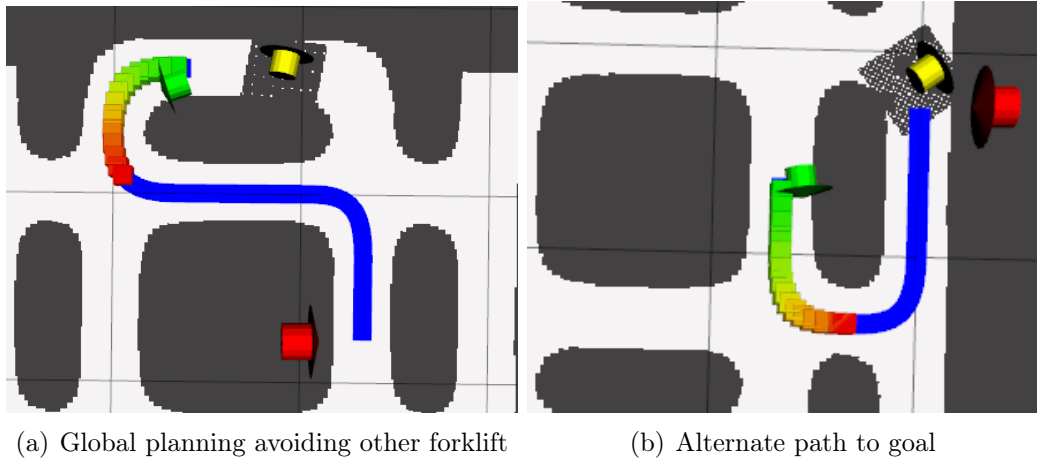 (a) Global planning avoiding other forklift
(b) Alternate path to goal